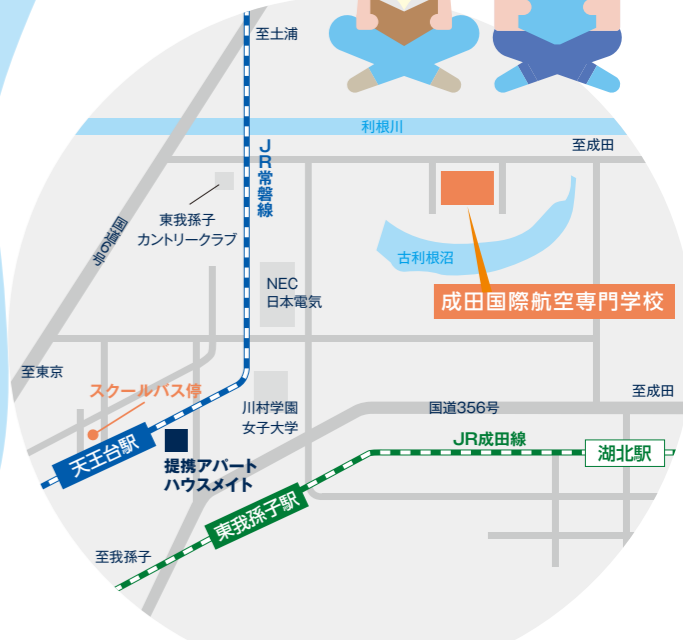 至土浦
利根川
至成田
JR常磐線
東我孫子
カントリークラブ
国道6号
古利根沼
NEC
日本電気
成田国際航空専門学校
至東京
スクールバス停
川村学園
女子大学
国道356号
至成田
天王台駅
提携アパート
ハウスメイト
JR成田線
湖北駅
東我孫子駅
至我孫子